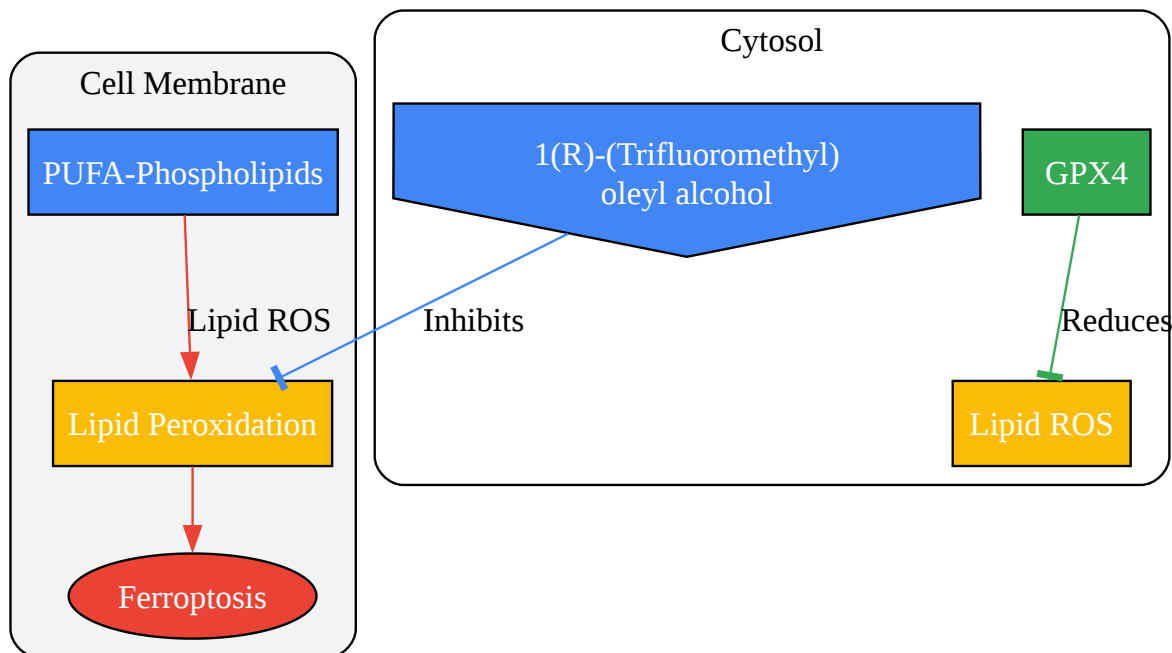 Cell Membrane
PUFA-Phospholipids
Lipid ROS
Lipid Peroxidation
Ferroptosis
Cytosol
1(R)-(Trifluoromethyl)
oleyl alcohol
GPX4
Inhibits
Reduces
Lipid ROS